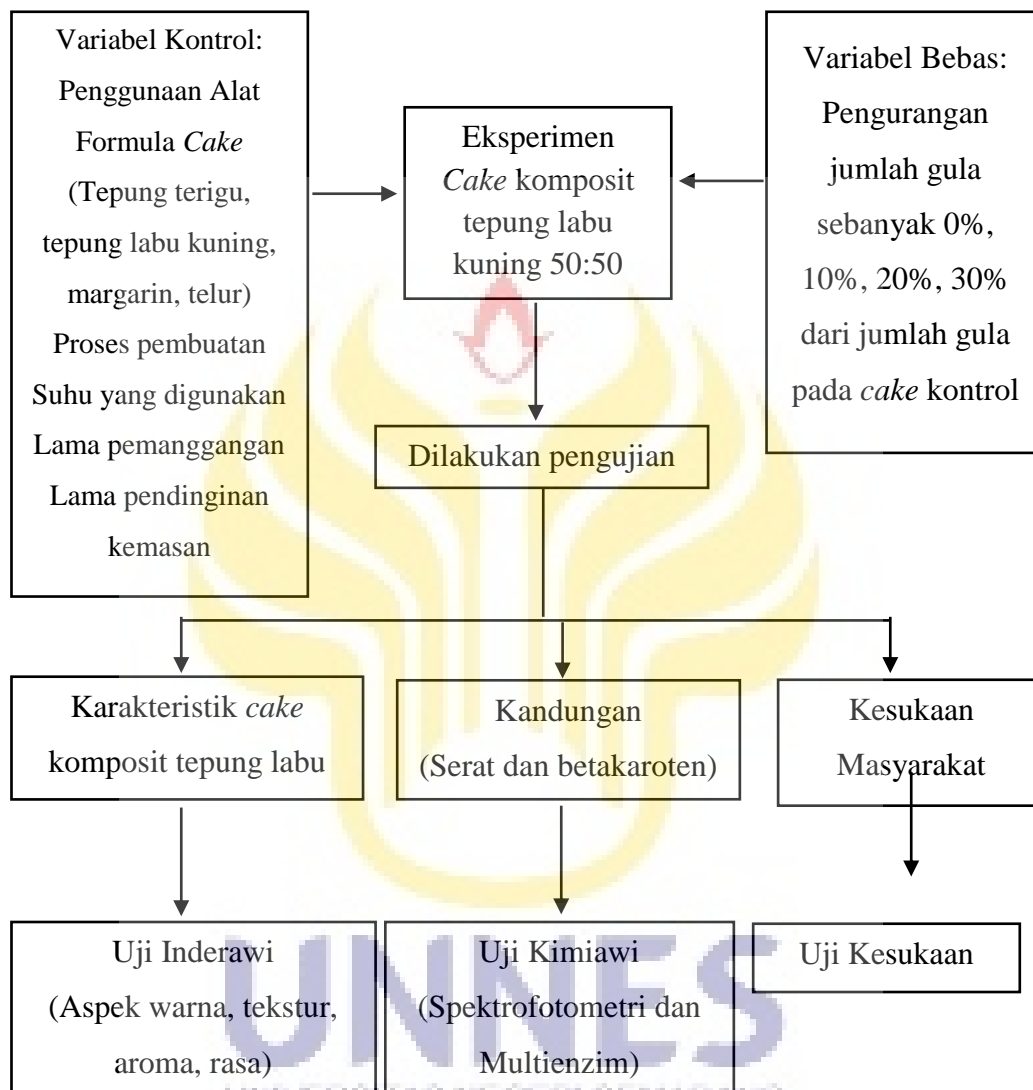 Variabel Kontrol:
Penggunaan Alat
Formula Cake
(Tepung terigu,
tepung labu kuning,
margarin, telur)
Proses pembuatan
Suhu yang digunakan
Lama pemanggangan
Lama pendinginan
kemasan
Eksperimen
Cake komposit
tepung labu
kuning 50:50
Variabel Bebas:
Pengurangan
jumlah gula
sebanyak 0%,
10%, 20%, 30%
dari jumlah gula
pada cake kontrol
Dilakukan pengujian
Karakteristik cake
komposit tepung labu
Kandungan
(Serat dan betakaroten)
Kesukaan
Masyarakat
Uji Inderawi
(Aspek warna, tekstur,
aroma, rasa)
Uji Kimiawi
(Spektrofotometri dan
Multienzim)
Uji Kesukaan
UNNES